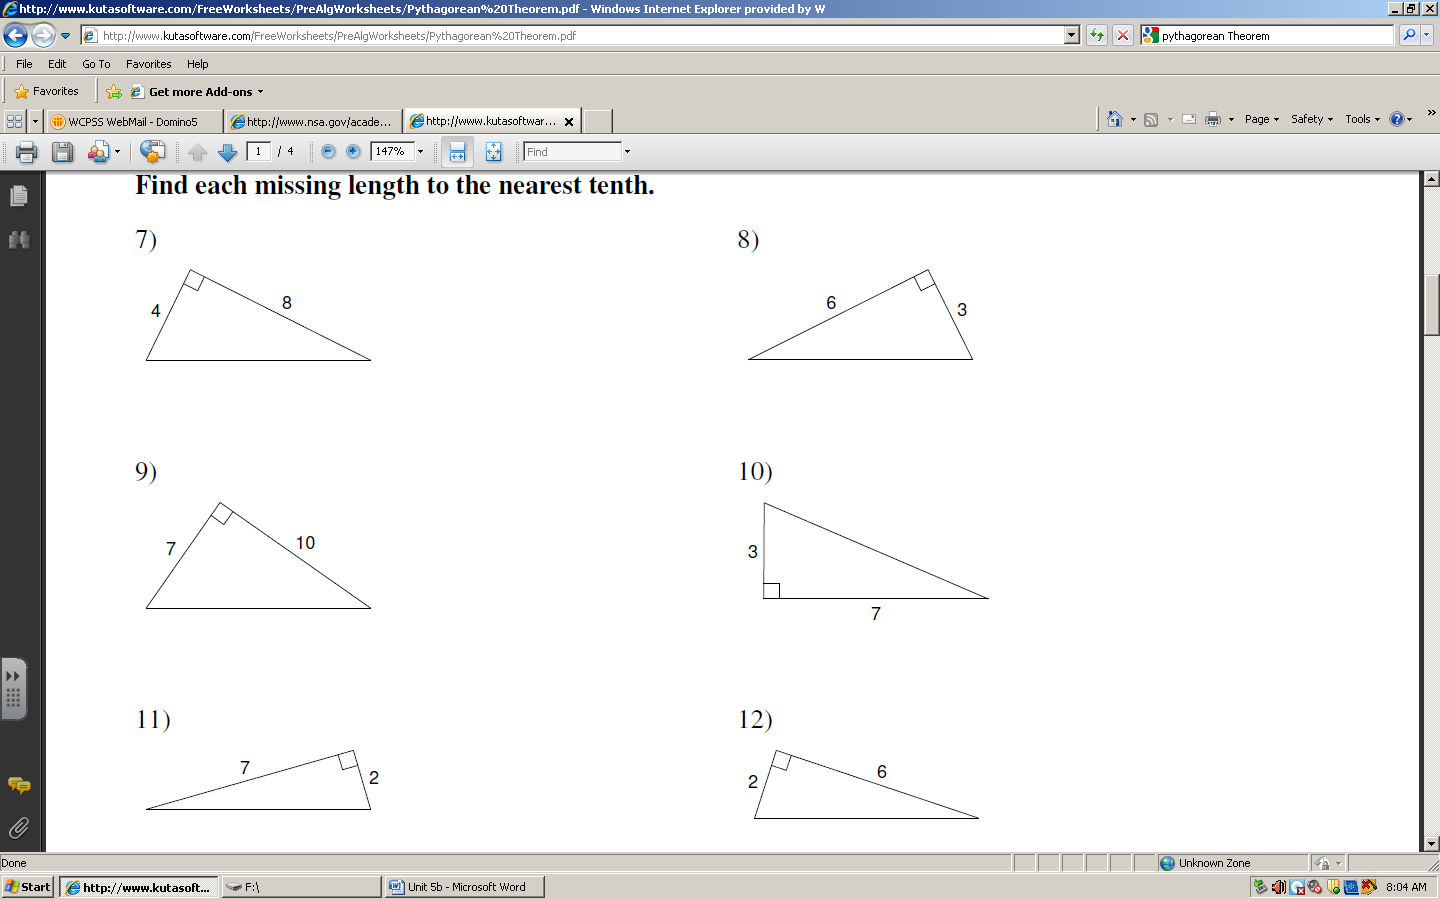 http://www.kutasoftware.com/FreeWorksheets/PreAlgWorksheets/Pythagorean%20Theorem.pdf - Windows Internet Explorer provided by W
http://www.kutasoftware.com/FreeWorksheets/PreAlgWorksheets/Pythagorean%20Theorem.pdf
pythagorean Theorem
File Edit Go To Favorites Help
Favorites Get more Add-ons
WCPSS WebMail - Domino5 http://www.nsa.gov/acade... http://www.kutasoftwar... Page Safety Tools »
1 / 4 147% Find
Find each missing length to the nearest tenth.
7) 8)
4 8 6 3
9) 10)
7 10 3 7
11) 12)
7 2 2 6
Done Unknown Zone
Start http://www.kutasoft... F:\ Unit 5b - Microsoft Word 8:04 AM